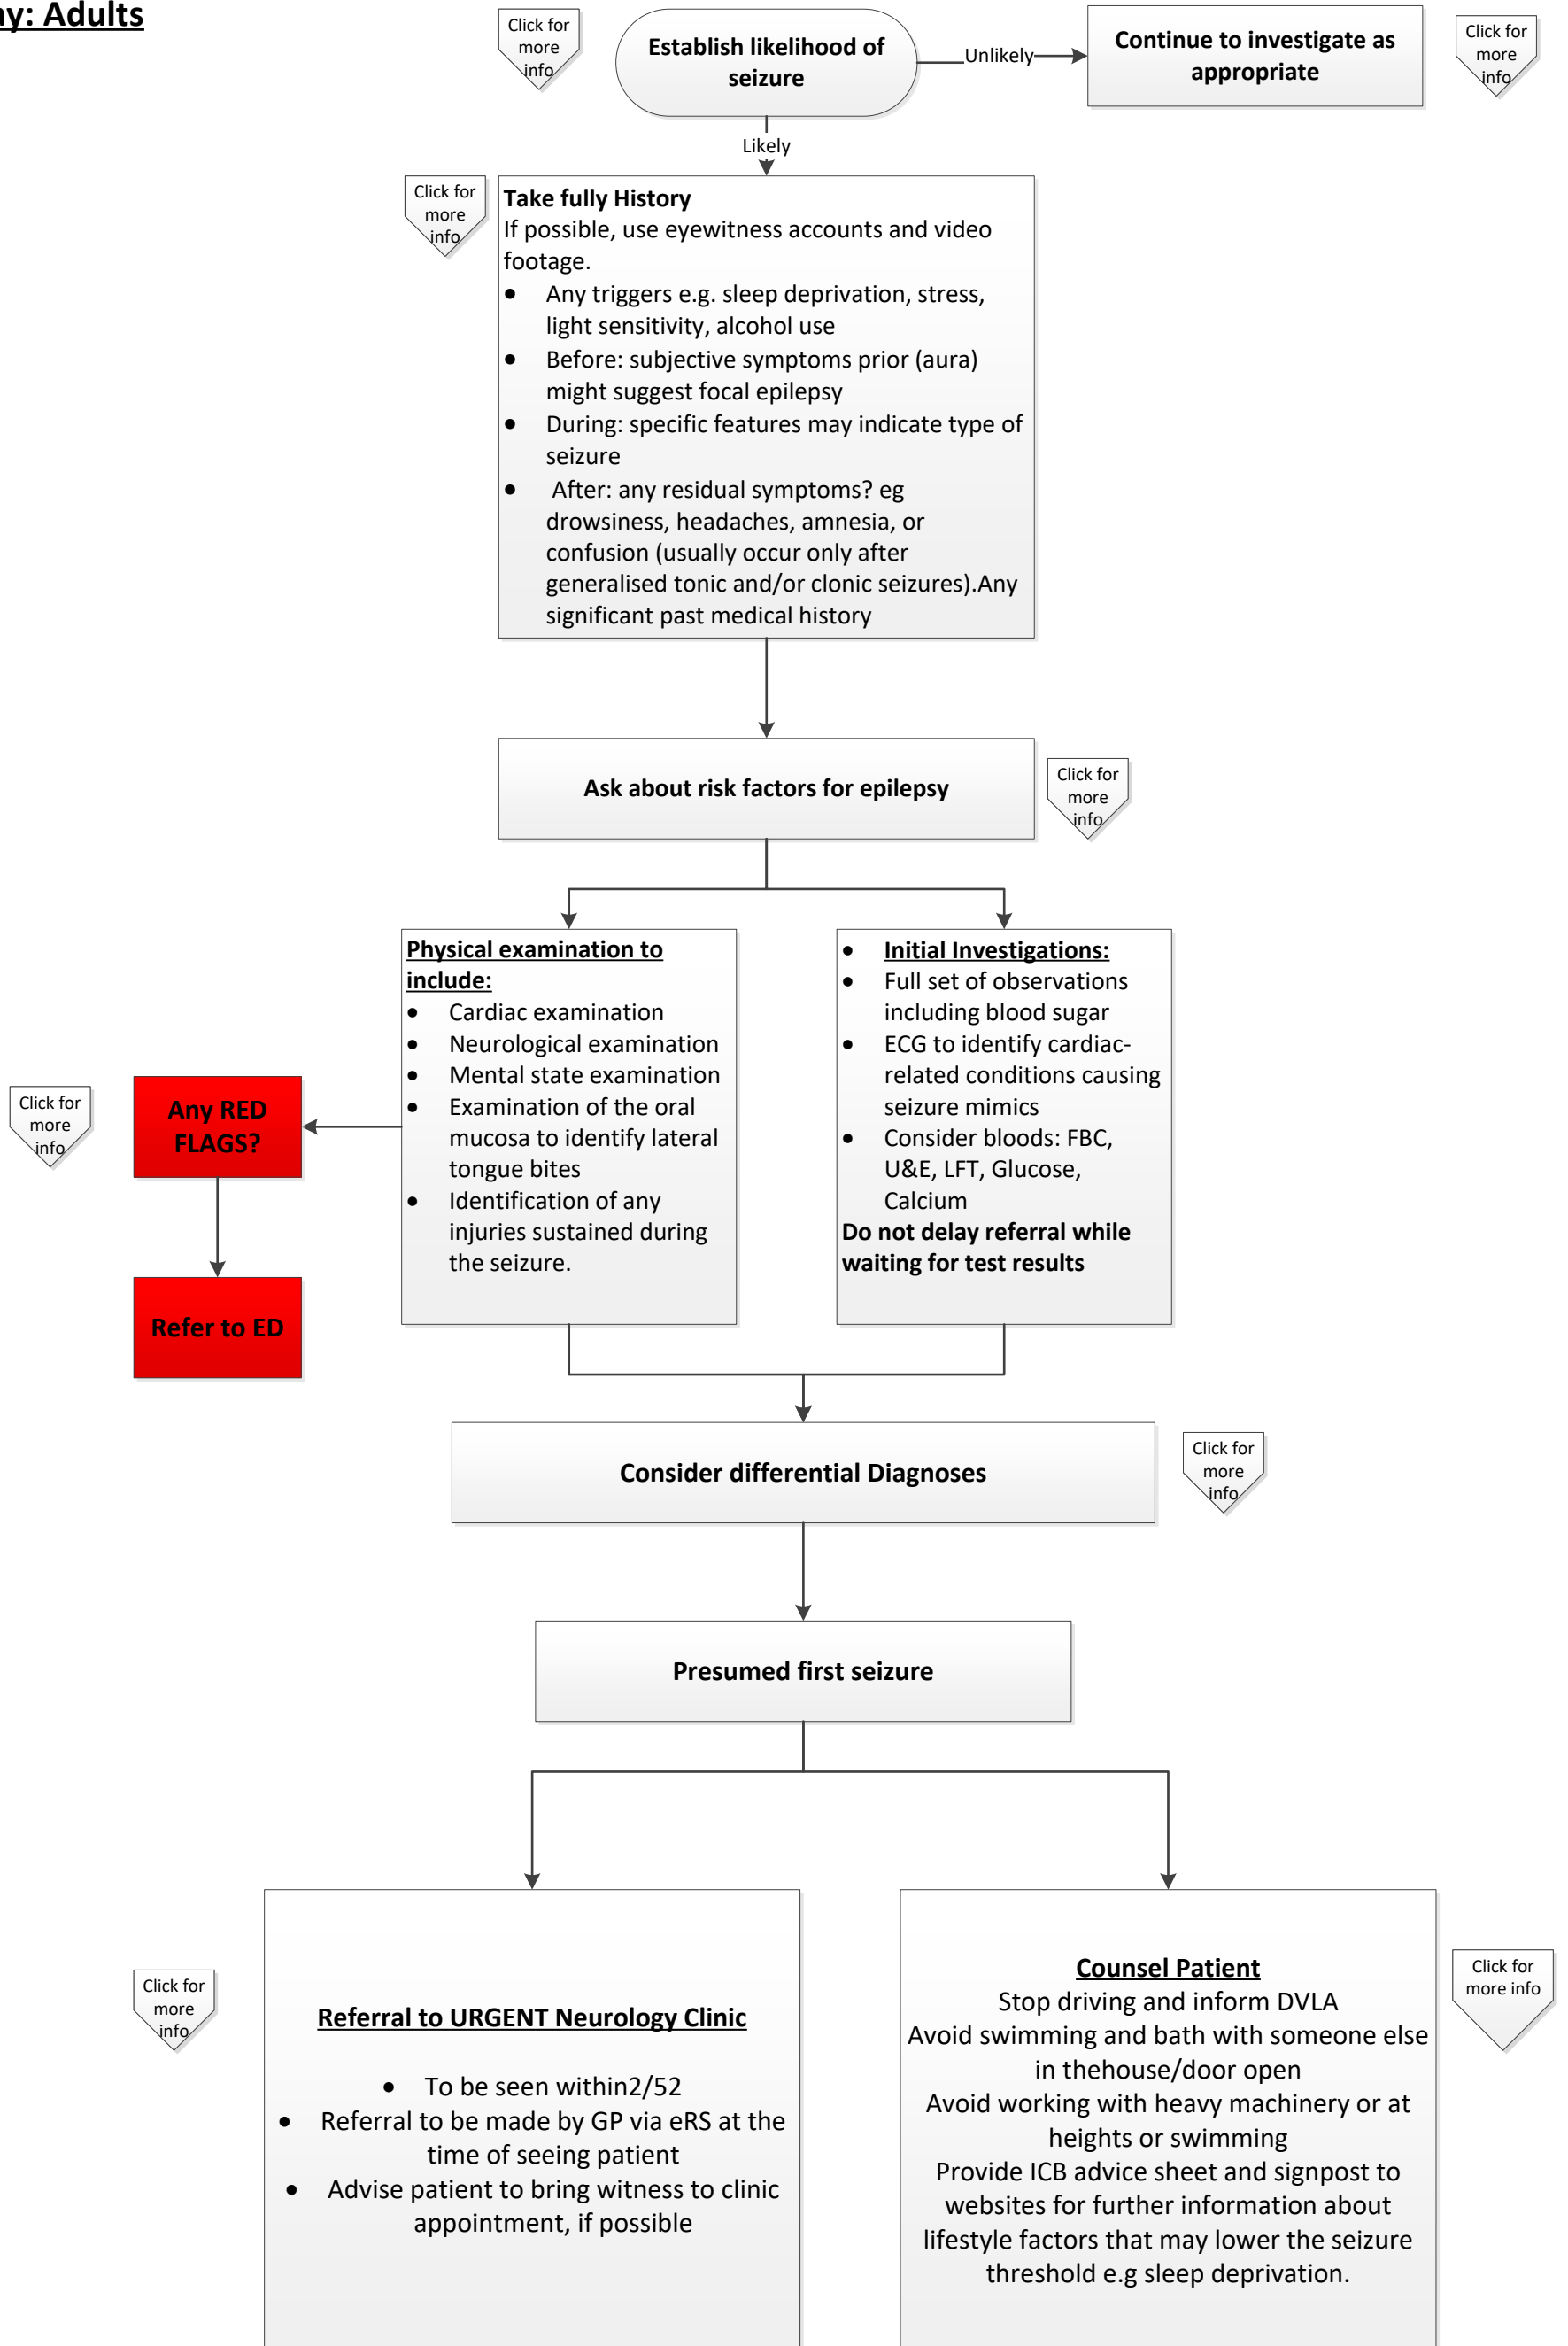 ay: Adults
Click for
more
info
Establish likelihood of
seizure
Unlikely
Continue to investigate as
appropriate
Click for
more
info
Likely
Click for
more
info
Take fully History
If possible, use eyewitness accounts and video
footage.
• Any triggers e.g. sleep deprivation, stress,
light sensitivity, alcohol use
• Before: subjective symptoms prior (aura)
might suggest focal epilepsy
• During: specific features may indicate type of
seizure
• After: any residual symptoms? eg
drowsiness, headaches, amnesia, or
confusion (usually occur only after
generalised tonic and/or clonic seizures).Any
significant past medical history
Ask about risk factors for epilepsy
Click for
more
info
Physical examination to
include:
• Cardiac examination
• Neurological examination
• Mental state examination
• Examination of the oral
mucosa to identify lateral
tongue bites
• Identification of any
injuries sustained during
the seizure.
• Initial Investigations:
• Full set of observations
including blood sugar
• ECG to identify cardiac-
related conditions causing
seizure mimics
• Consider bloods: FBC,
U&E, LFT, Glucose,
Calcium
Do not delay referral while
waiting for test results
Click for
more
info
Any RED
FLAGS?
Refer to ED
Consider differential Diagnoses
Click for
more
info
Presumed first seizure
Click for
more
info
Referral to URGENT Neurology Clinic
• To be seen within2/52
• Referral to be made by GP via eRS at the
time of seeing patient
• Advise patient to bring witness to clinic
appointment, if possible
Counsel Patient
Stop driving and inform DVLA
Avoid swimming and bath with someone else
in thehouse/door open
Avoid working with heavy machinery or at
heights or swimming
Provide ICB advice sheet and signpost to
websites for further information about
lifestyle factors that may lower the seizure
threshold e.g sleep deprivation.
Click for
more info